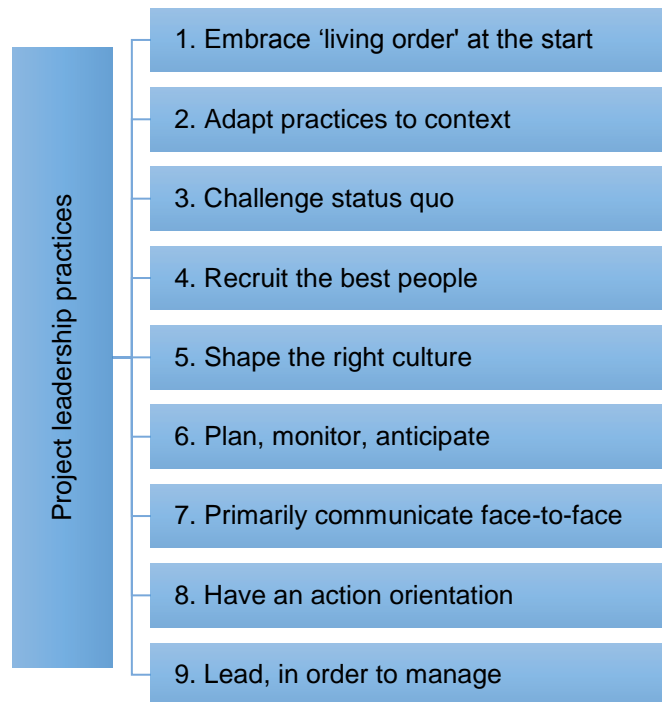 Project leadership practices
1. Embrace ‘living order' at the start
2. Adapt practices to context
3. Challenge status quo
4. Recruit the best people
5. Shape the right culture
6. Plan, monitor, anticipate
7. Primarily communicate face-to-face
8. Have an action orientation
9. Lead, in order to manage